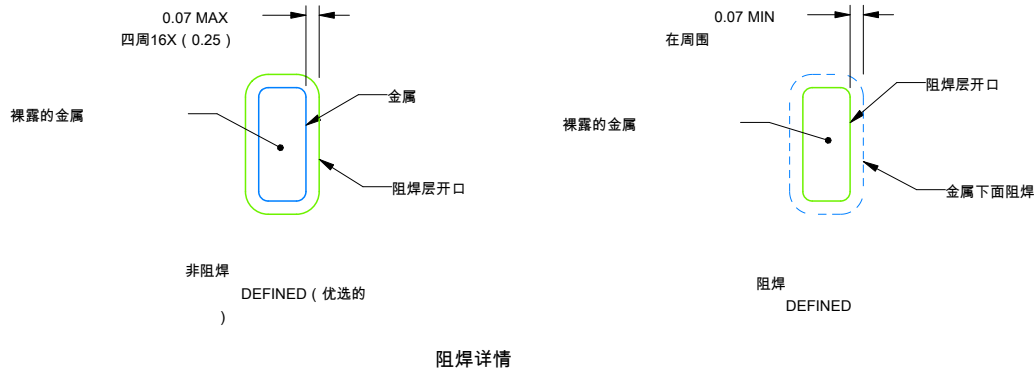 0.07 MAX
四周16X ( 0.25 )
金属
裸露的金属
阻焊层开口
非阻焊
DEFINED ( 优选的
)
0.07 MIN
在周围
阻焊层开口
裸露的金属
金属下面阻焊
阻焊
DEFINED
阻焊详情